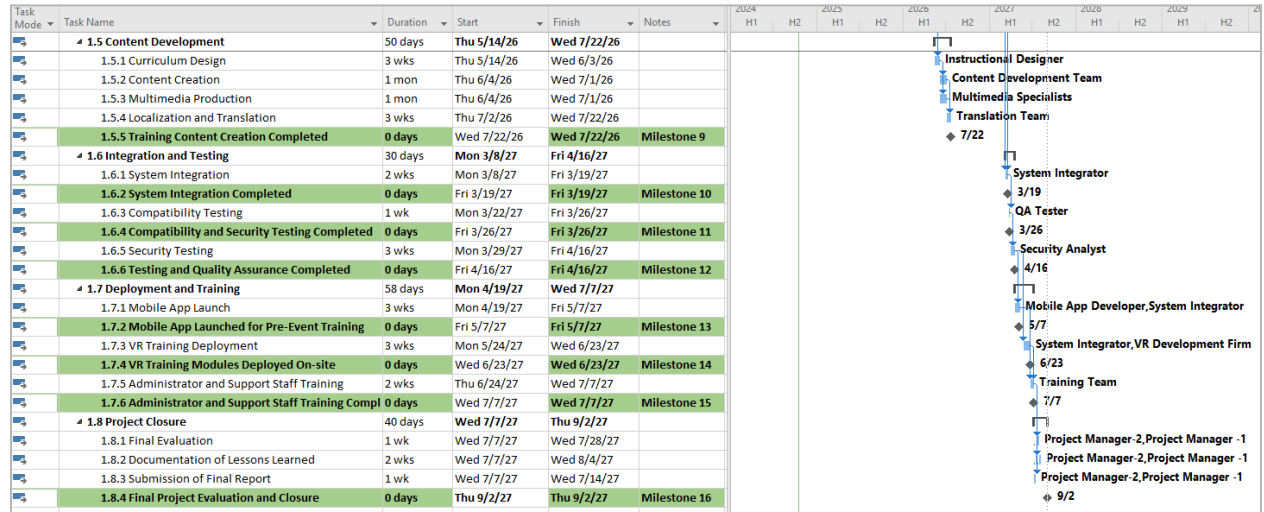 Task Mode Task Name Duration Start Finish Notes 2024 H1 H2 2025 H1 H2 2026 H1 H2 2027 H1 H2 2028 H1 H2 2029 H1 H2
1.5 Content Development 50 days Thu 5/14/26 Wed 7/22/26
1.5.1 Curriculum Design 3 wks Thu 5/14/26 Wed 6/3/26 Instructional Designer
1.5.2 Content Creation 1 mon Thu 6/4/26 Wed 7/1/26 Content Development Team
1.5.3 Multimedia Production 1 mon Thu 6/4/26 Wed 7/1/26 Multimedia Specialists
1.5.4 Localization and Translation 3 wks Thu 7/2/26 Wed 7/22/26 Translation Team
1.5.5 Training Content Creation Completed 0 days Wed 7/22/26 Wed 7/22/26 Milestone 9 7/22
1.6 Integration and Testing 30 days Mon 3/8/27 Fri 4/16/27
1.6.1 System Integration 2 wks Mon 3/8/27 Fri 3/19/27 System Integrator
1.6.2 System Integration Completed 0 days Fri 3/19/27 Fri 3/19/27 Milestone 10 3/19
1.6.3 Compatibility Testing 1 wk Mon 3/22/27 Fri 3/26/27 QA Tester
1.6.4 Compatibility and Security Testing Completed 0 days Fri 3/26/27 Fri 3/26/27 Milestone 11 3/26
1.6.5 Security Testing 3 wks Mon 3/29/27 Fri 4/16/27 Security Analyst
1.6.6 Testing and Quality Assurance Completed 0 days Fri 4/16/27 Fri 4/16/27 Milestone 12 4/16
1.7 Deployment and Training 58 days Mon 4/19/27 Wed 7/7/27
1.7.1 Mobile App Launch 3 wks Mon 4/19/27 Fri 5/7/27 Mobile App Developer,System Integrator
1.7.2 Mobile App Launched for Pre-Event Training 0 days Fri 5/7/27 Fri 5/7/27 Milestone 13 5/7
1.7.3 VR Training Deployment 3 wks Mon 5/24/27 Wed 6/23/27 System Integrator,VR Development Firm
1.7.4 VR Training Modules Deployed On-site 0 days Wed 6/23/27 Wed 6/23/27 Milestone 14 6/23
1.7.5 Administrator and Support Staff Training 2 wks Thu 6/24/27 Wed 7/7/27 Training Team
1.7.6 Administrator and Support Staff Training Compl 0 days Wed 7/7/27 Wed 7/7/27 Milestone 15 7/7
1.8 Project Closure 40 days Wed 7/7/27 Thu 9/2/27
1.8.1 Final Evaluation 1 wk Wed 7/7/27 Wed 7/28/27 Project Manager-2,Project Manager -1
1.8.2 Documentation of Lessons Learned 2 wks Wed 7/7/27 Wed 8/4/27 Project Manager-2,Project Manager -1
1.8.3 Submission of Final Report 1 wk Wed 7/7/27 Wed 7/14/27 Project Manager-2,Project Manager -1
1.8.4 Final Project Evaluation and Closure 0 days Thu 9/2/27 Thu 9/2/27 Milestone 16 9/2